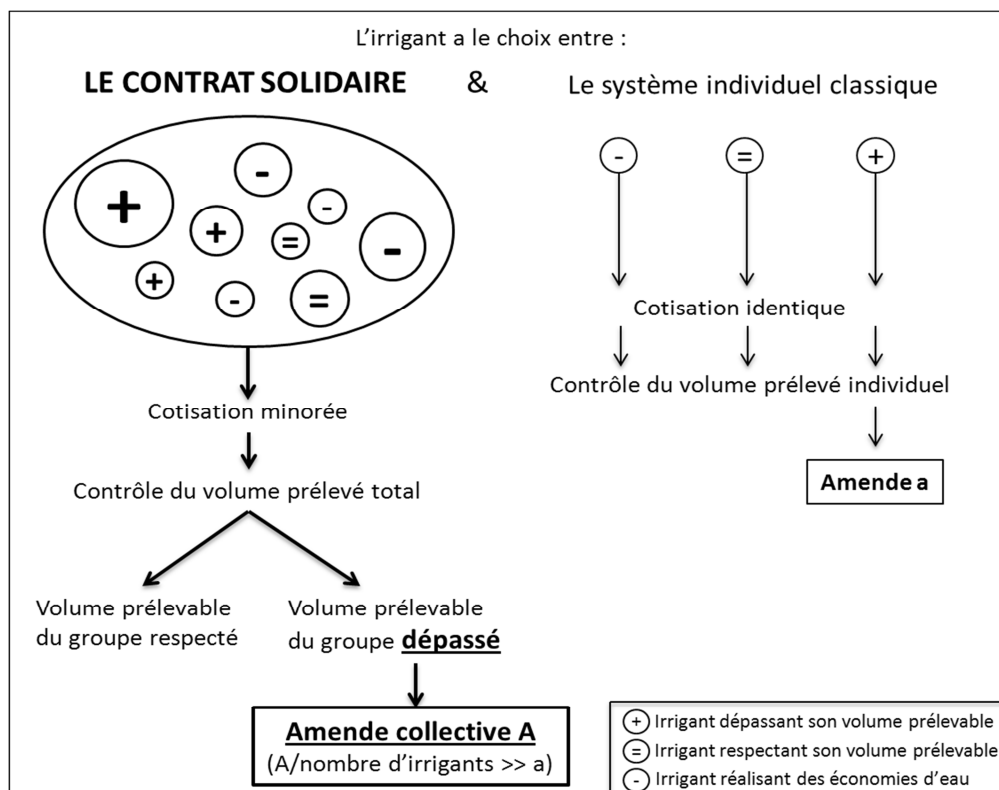 L'irrigant a le choix entre :
LE CONTRAT SOLIDAIRE & Le système individuel classique
+ - - + = - + - =
- = +
Cotisation identique
Contrôle du volume prélevé individuel
Amende a
Cotisation minorée
Contrôle du volume prélevé total
Volume prélevable
du groupe respecté
Volume prélevable
du groupe dépassé
Amende collective A
(A/nombre d'irrigants >> a)
+ Irrigant dépassant son volume prélevable
= Irrigant respectant son volume prélevable
- Irrigant réalisant des économies d'eau